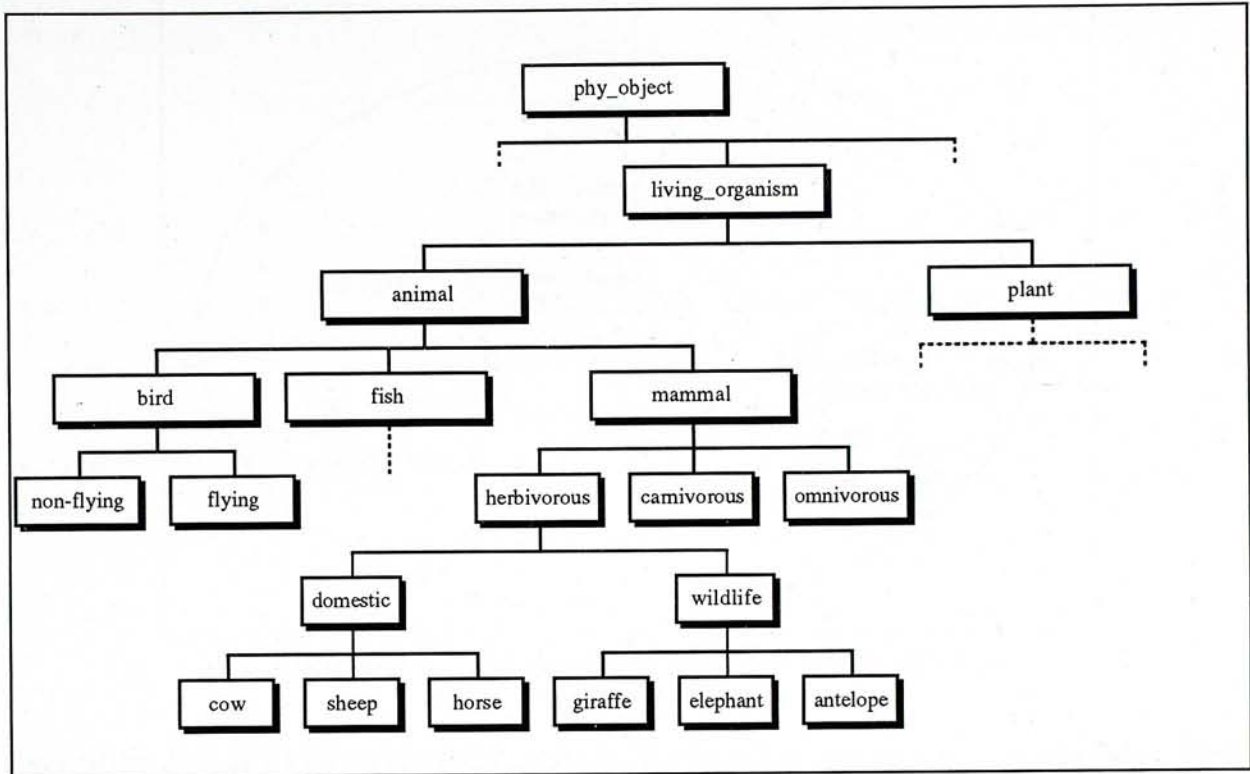 phy_object
living_organism
animal
plant
bird
fish
mammal
non-flying
flying
herbivorous
carnivorous
omnivorous
domestic
wildlife
cow
sheep
horse
giraffe
elephant
antelope